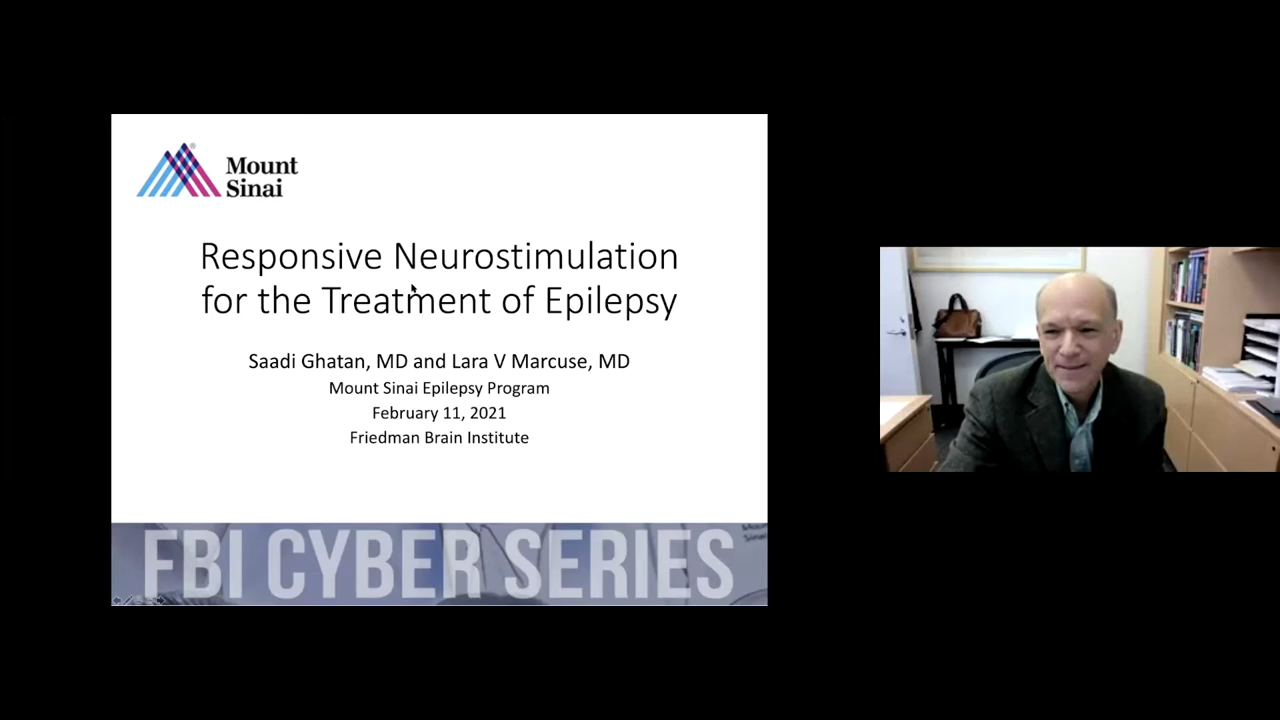 Mount
Sinai
Responsive Neurostimulation
for the Treatment of Epilepsy
Saadi Ghatan, MD and Lara V Marcuse, MD
Mount Sinai Epilepsy Program
February 11, 2021
Friedman Brain Institute
FBI CYBER SERIES